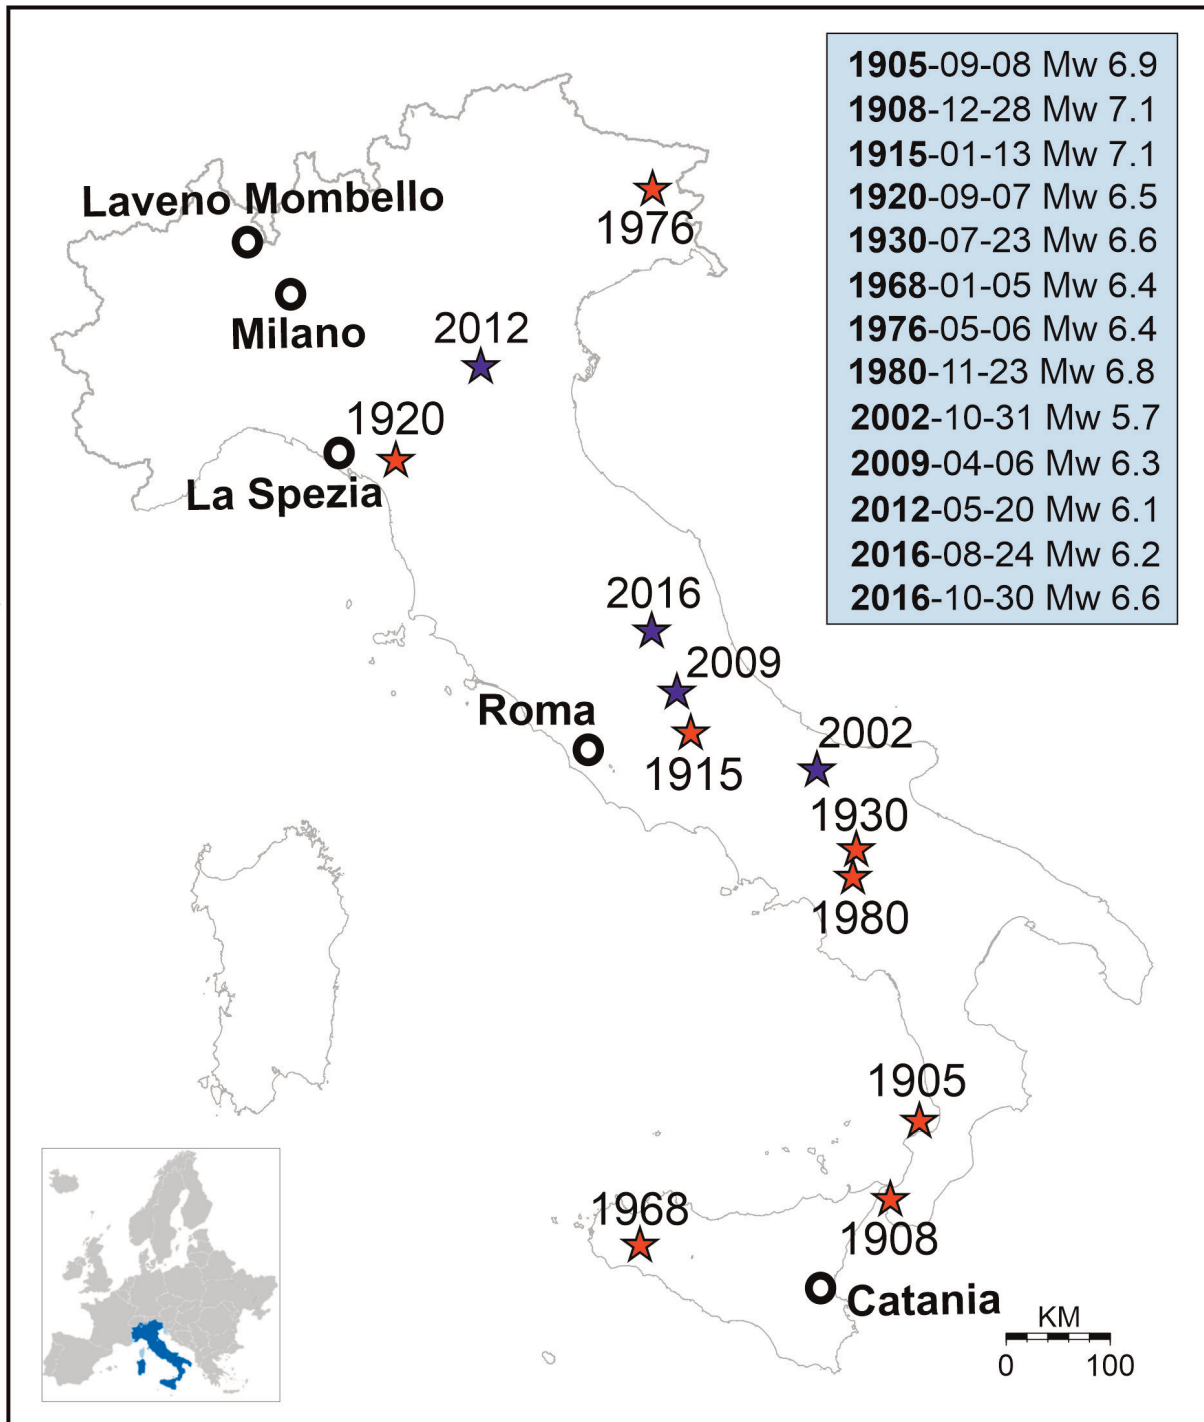 1905-09-08 Mw 6.9
1908-12-28 Mw 7.1
1915-01-13 Mw 7.1
1920-09-07 Mw 6.5
1930-07-23 Mw 6.6
1968-01-05 Mw 6.4
1976-05-06 Mw 6.4
1980-11-23 Mw 6.8
2002-10-31 Mw 5.7
2009-04-06 Mw 6.3
2012-05-20 Mw 6.1
2016-08-24 Mw 6.2
2016-10-30 Mw 6.6
Laveno Mombello
1976
Milano
2012
1920
La Spezia
2016
2009
Roma
1915
2002
1930
1980
1905
1968
1908
Catania
KM
0 100